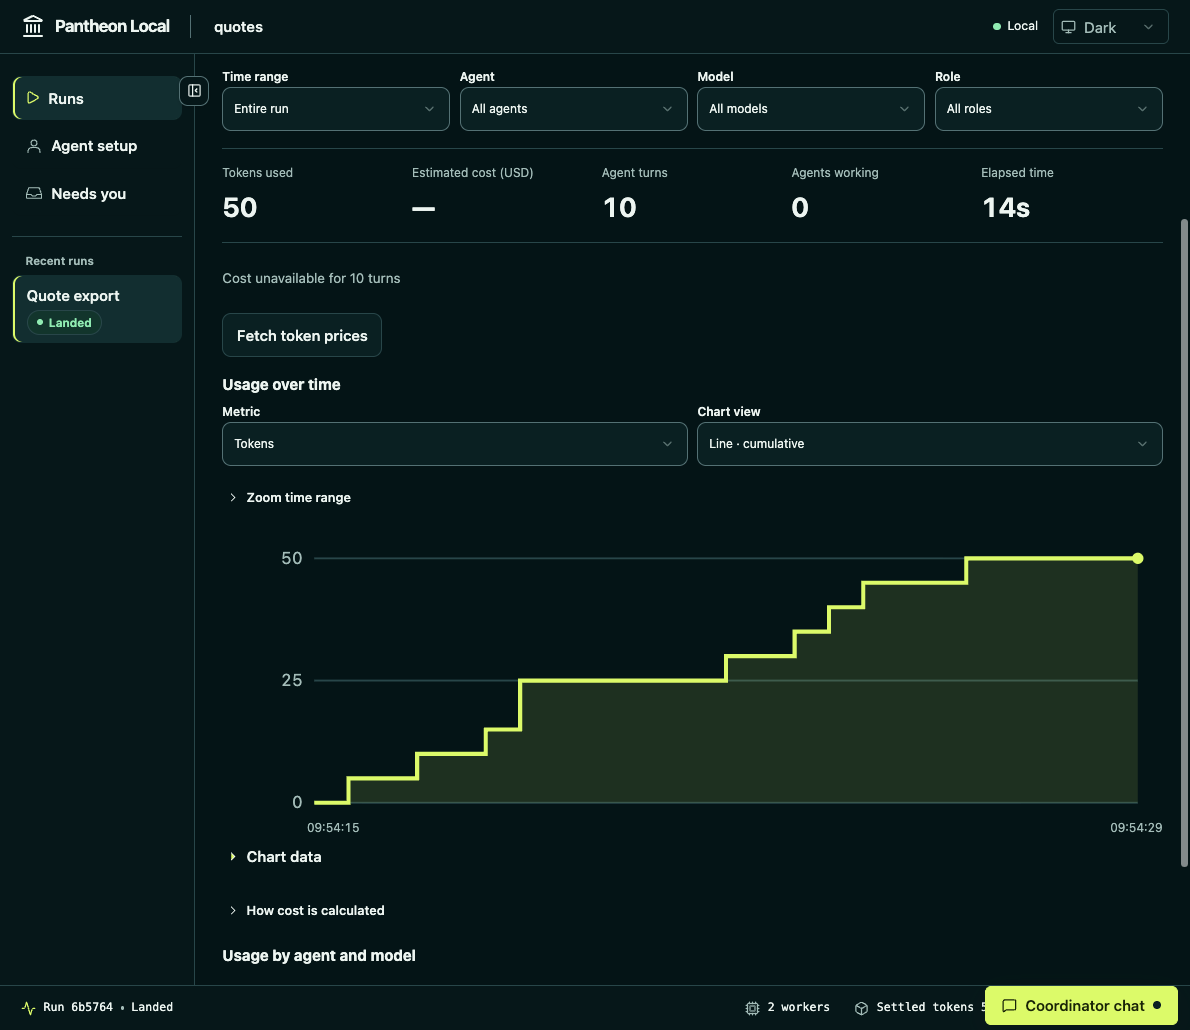 Pantheon Local
quotes
Local
Dark
Runs
Agent setup
Needs you
Recent runs
Quote export
Landed
Time range
Agent
Model
Role
Entire run
All agents
All models
All roles
Tokens used
Estimated cost (USD)
Agent turns
Agents working
Elapsed time
50
—
10
0
14s
Cost unavailable for 10 turns
Fetch token prices
Usage over time
Metric
Chart view
Tokens
Line · cumulative
Zoom time range
50
25
0
09:54:15
09:54:29
Chart data
How cost is calculated
Usage by agent and model
Run 6b5764 • Landed
2 workers
Settled tokens
Coordinator chat